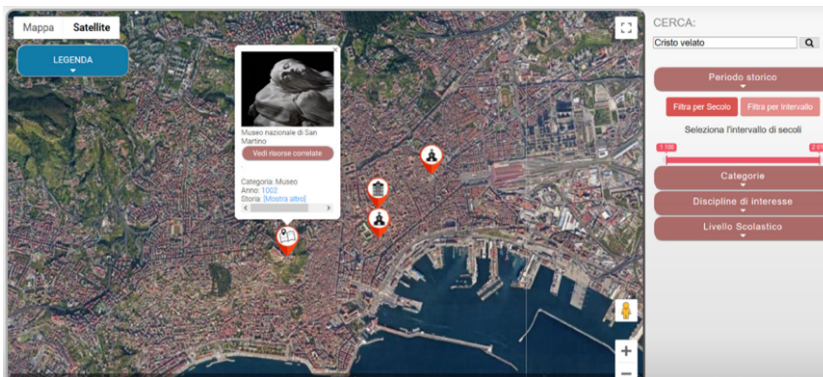 Mappa
Satellite
LEGENDA
Museo nazionale di San
Martino
Vedi risorse correlate
Categoria: Museo
Anno: 1002
Storia: [Mostra altro]
CERCA:
Cristo velato
Periodo storico
Filtra per Secolo
Filtra per Intervallo
Seleziona l'intervallo di secoli
Categorie
Discipline di interesse
Livello Scolastico